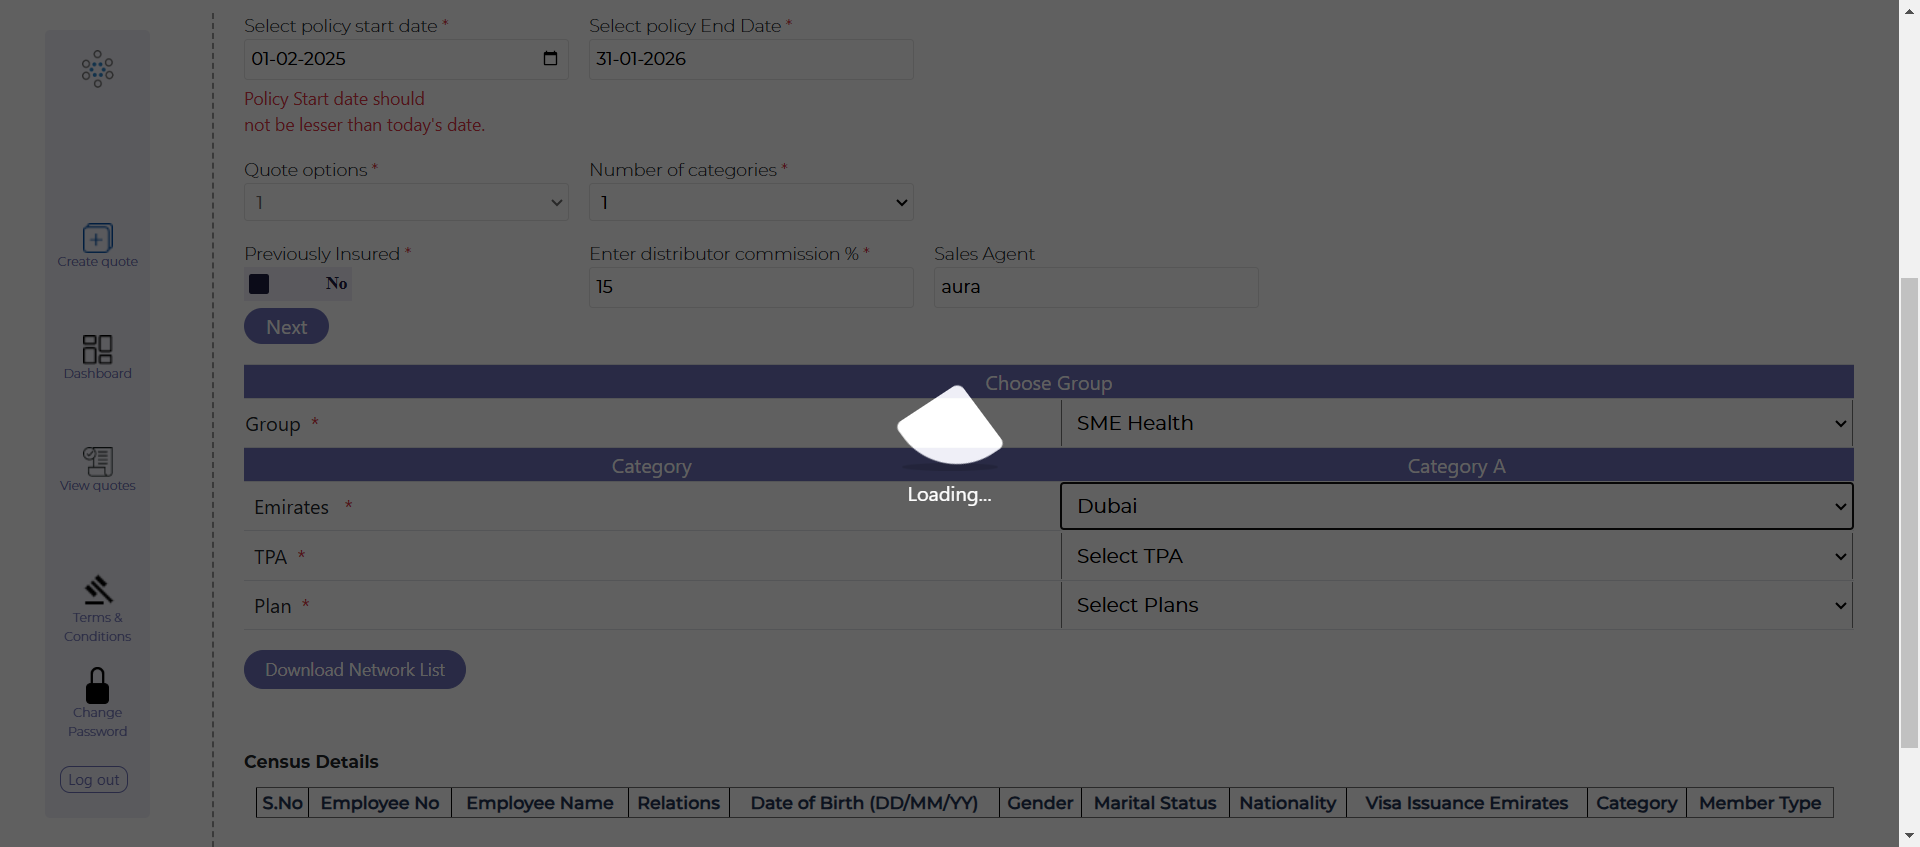 Select policy start date *
Select policy End Date *
01-02-2025
31-01-2026
Policy Start date should
not be lesser than today's date.
Quote options *
Number of categories *
1
1
Previously Insured *
Enter distributor commission % *
Sales Agent
No
15
aura
Next
Choose Group
Group *
SME Health
Category
Category A
Loading...
Emirates *
Dubai
TPA *
Select TPA
Plan *
Select Plans
Download Network List
Census Details
S.No
Employee No
Employee Name
Relations
Date of Birth (DD/MM/YY)
Gender
Marital Status
Nationality
Visa Issuance Emirates
Category
Member Type
Create quote
Dashboard
View quotes
Terms &
Conditions
Change
Password
Log out